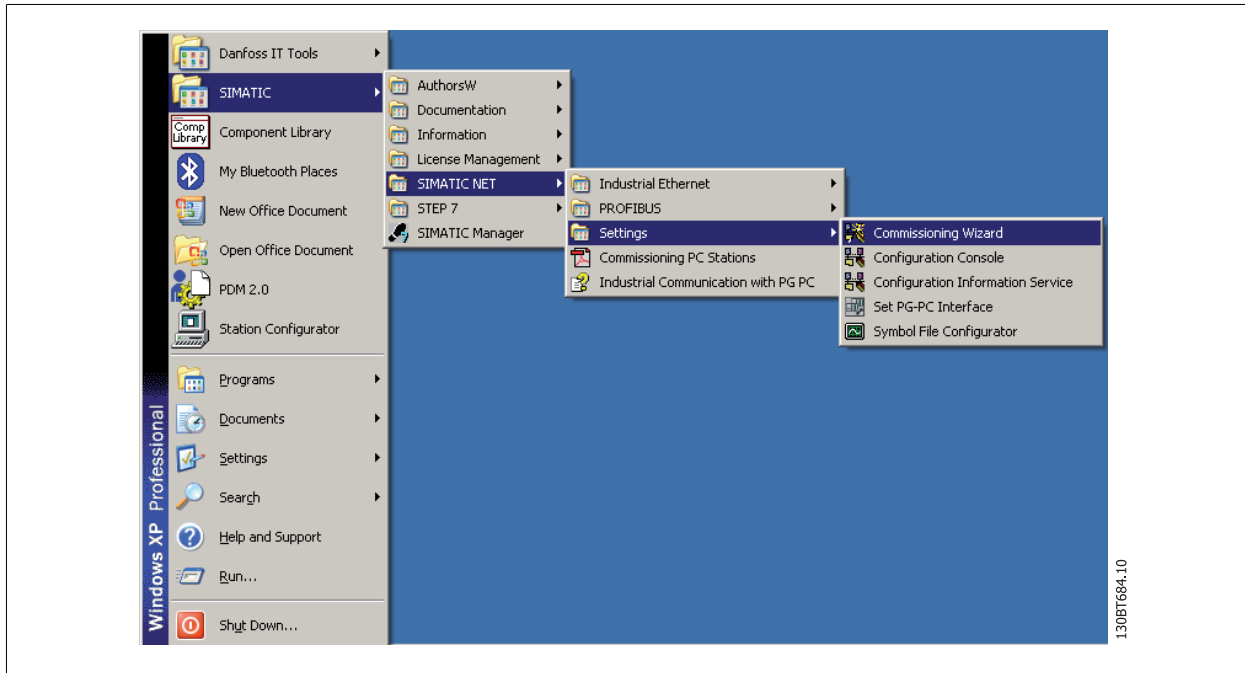 Danfoss IT Tools
SIMATIC
Comp
Library
Component Library
My Bluetooth Places
New Office Document
Open Office Document
PDM 2.0
Station Configurator
Programs
Documents
Settings
Search
Help and Support
Run...
Shut Down...
Windows XP Professional
AuthorsW
Documentation
Information
License Management
SIMATIC NET
STEP 7
SIMATIC Manager
Industrial Ethernet
PROFIBUS
Settings
Commissioning PC Stations
Industrial Communication with PG PC
Commissioning Wizard
Configuration Console
Configuration Information Service
Set PG-PC Interface
Symbol File Configurator
130BT684.10